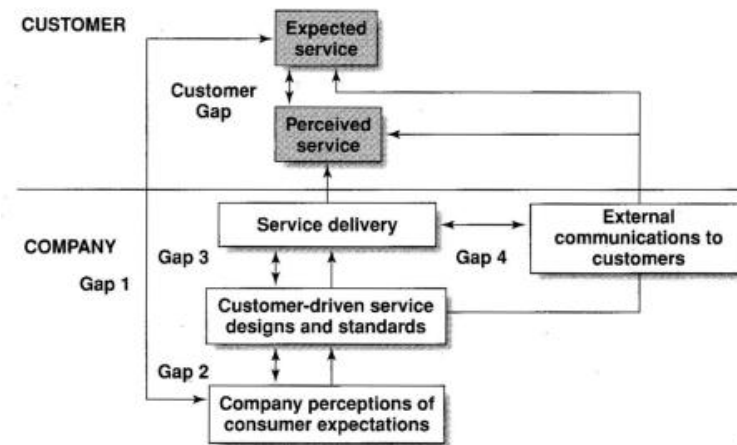 CUSTOMER
Expected
service
Customer
Gap
Perceived
service
COMPANY
Service delivery
External
communications to
customers
Gap 3
Gap 4
Gap 1
Customer-driven service
designs and standards
Gap 2
Company perceptions of
consumer expectations